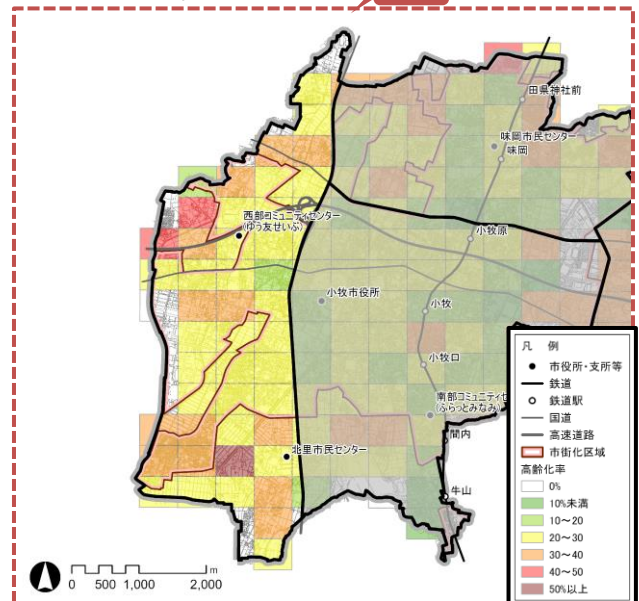 田県神社前
味岡市民センター
味岡
西部コミュニティセンター
(ゆう友せいぶ)
小牧原
小牧市役所
小牧
小牧口
南部コミュニティセ
(ふらっとみなみ)
間内
北里市民センター
牛山
凡 例
市役所・支所等
鉄道
鉄道駅
国道
高速道路
市街化区域
高齢化率
0%
10%未満
10～20
20～30
30～40
40～50
50%以上
0 500 1,000 2,000 m